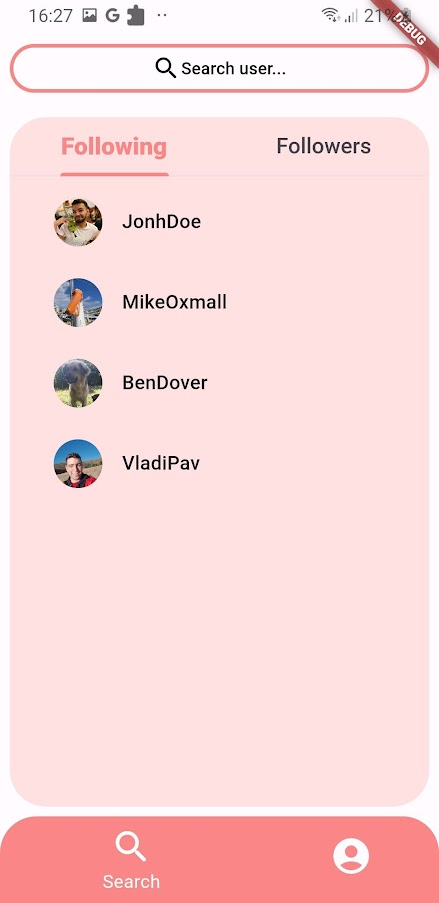 16:27 21%
DEBUG
Search user...
Following Followers
JonhDoe
MikeOxmall
BenDover
VladiPav
Search